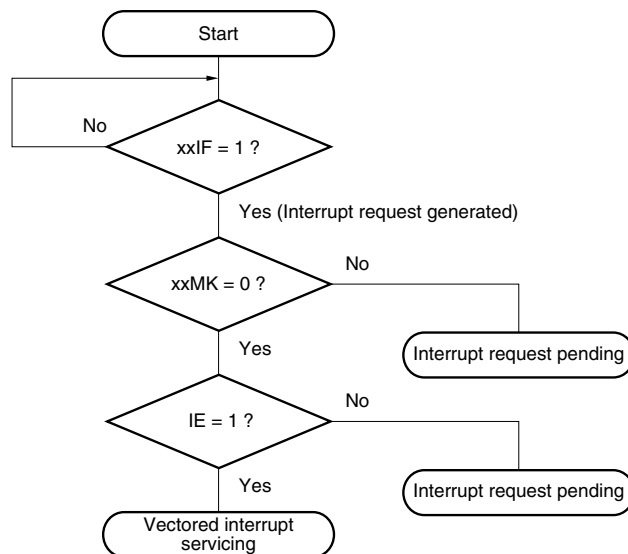 Start
No
xxIF = 1 ?
Yes (Interrupt request generated)
xxMK = 0 ?
No
Interrupt request pending
Yes
IE = 1 ?
No
Interrupt request pending
Yes
Vectored interrupt
servicing